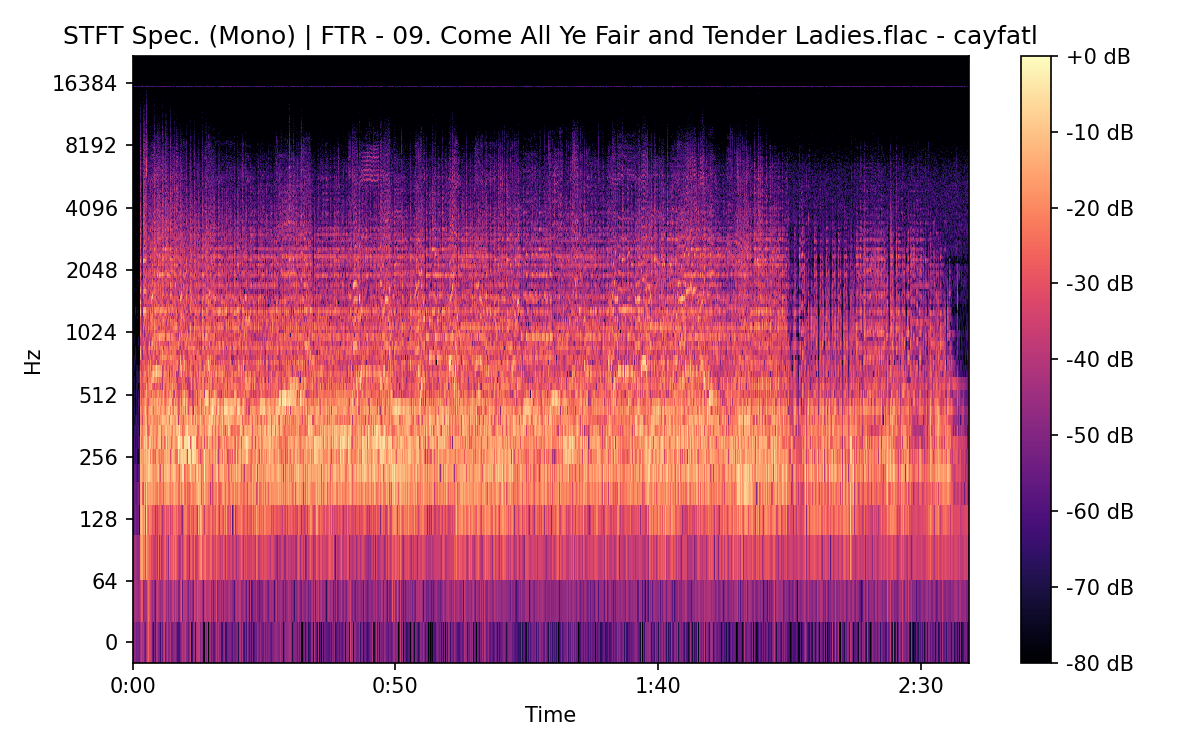 STFT Spec. (Mono) | FTR - 09. Come All Ye Fair and Tender Ladies.flac - cayfatl
16384
8192
4096
2048
1024
512
256
128
64
0
Hz
0:00
0:50
1:40
2:30
Time
+0 dB
-10 dB
-20 dB
-30 dB
-40 dB
-50 dB
-60 dB
-70 dB
-80 dB